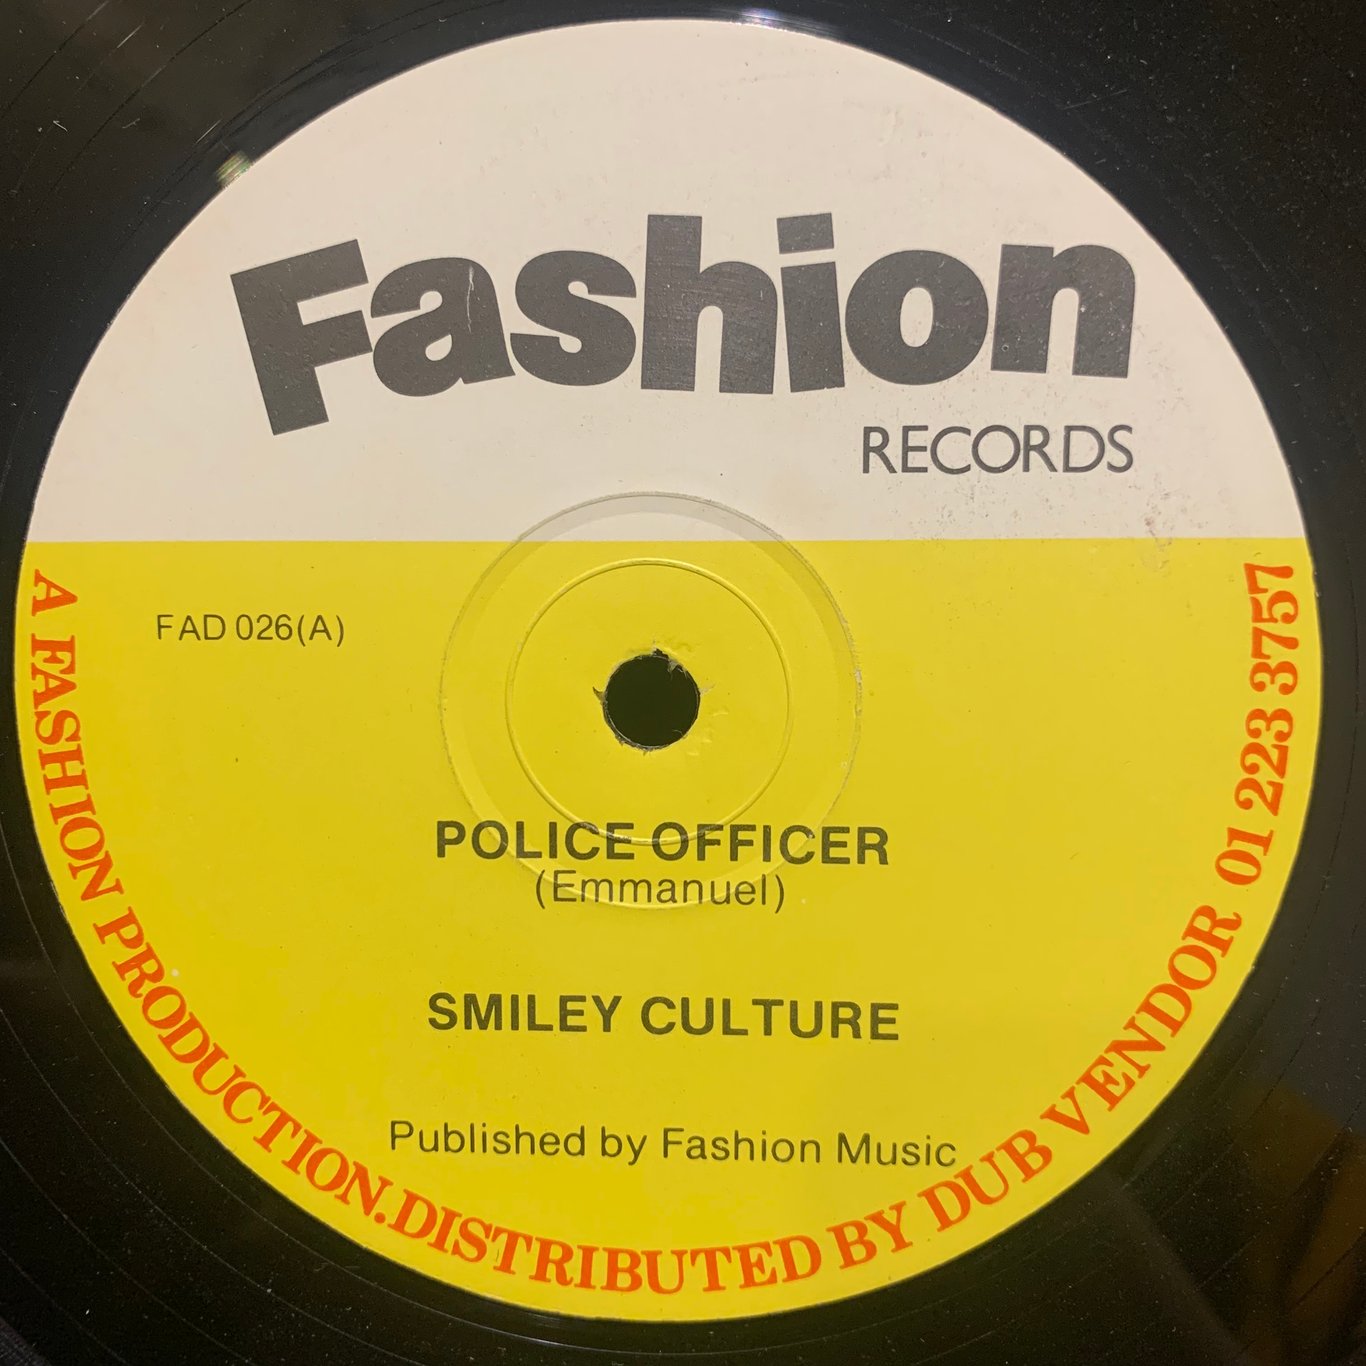 Fashion
RECORDS
FAD 026(A)
POLICE OFFICER
(Emmanuel)
SMILEY CULTURE
Published by Fashion Music
A FASHION PRODUCTION.DISTRIBUTED BY DUB VENDOR 01 223 3757